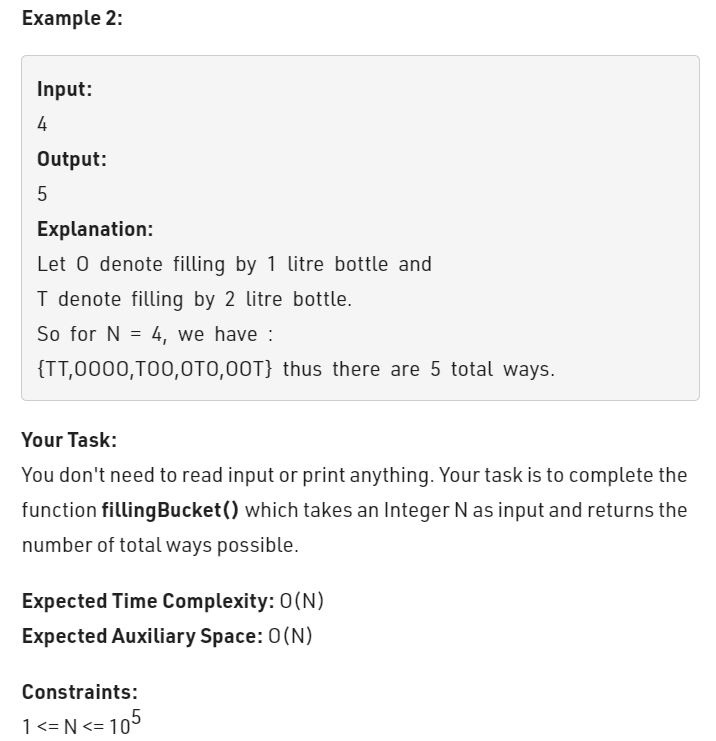 Example 2:
Input:
4
Output:
5
Explanation:
Let O denote filling by 1 litre bottle and
T denote filling by 2 litre bottle.
So for N = 4, we have :
{TT,OOOO,TOO,OTO,OOT} thus there are 5 total ways.
Your Task:
You don't need to read input or print anything. Your task is to complete the
function fillingBucket() which takes an Integer N as input and returns the
number of total ways possible.
Expected Time Complexity: O(N)
Expected Auxiliary Space: O(N)
Constraints:
1 <= N <= 10⁵